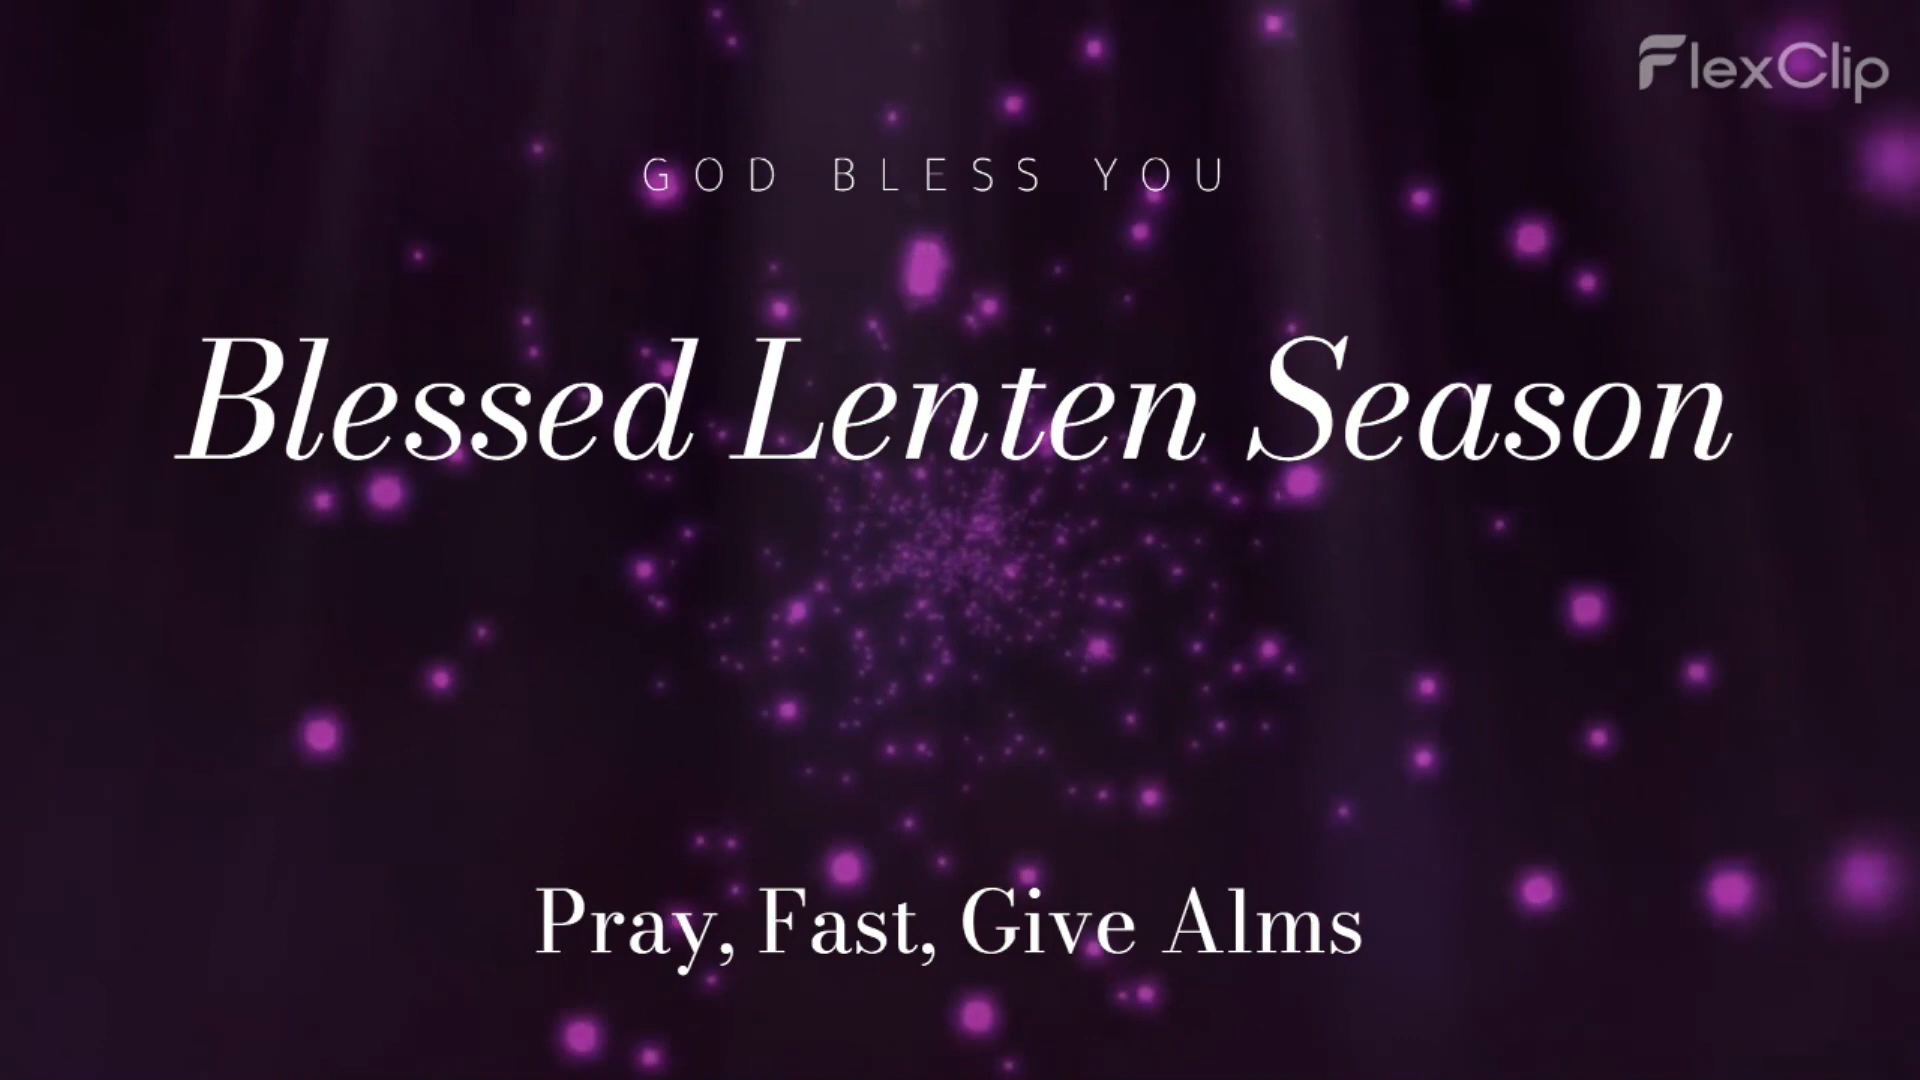 FlexClip
GOD BLESS YOU
Blessed Lenten Season
Pray, Fast, Give Alms